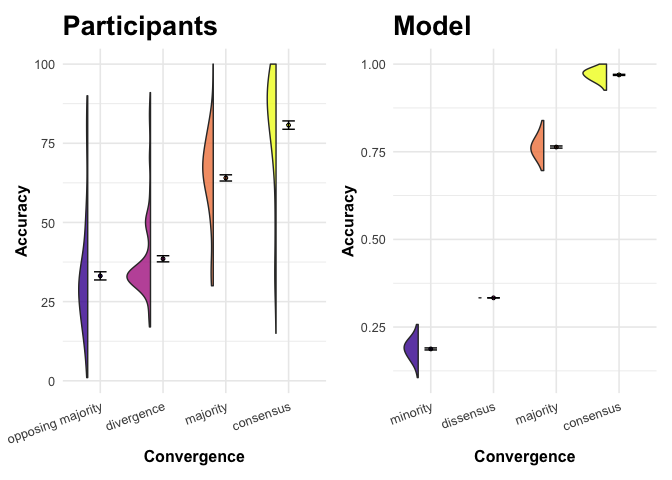 Participants
Accuracy
100
75
50
25
0
opposing majority
divergence
majority
consensus
Convergence
Model
Accuracy
1.00
0.75
0.50
0.25
minority
dissensus
majority
consensus
Convergence